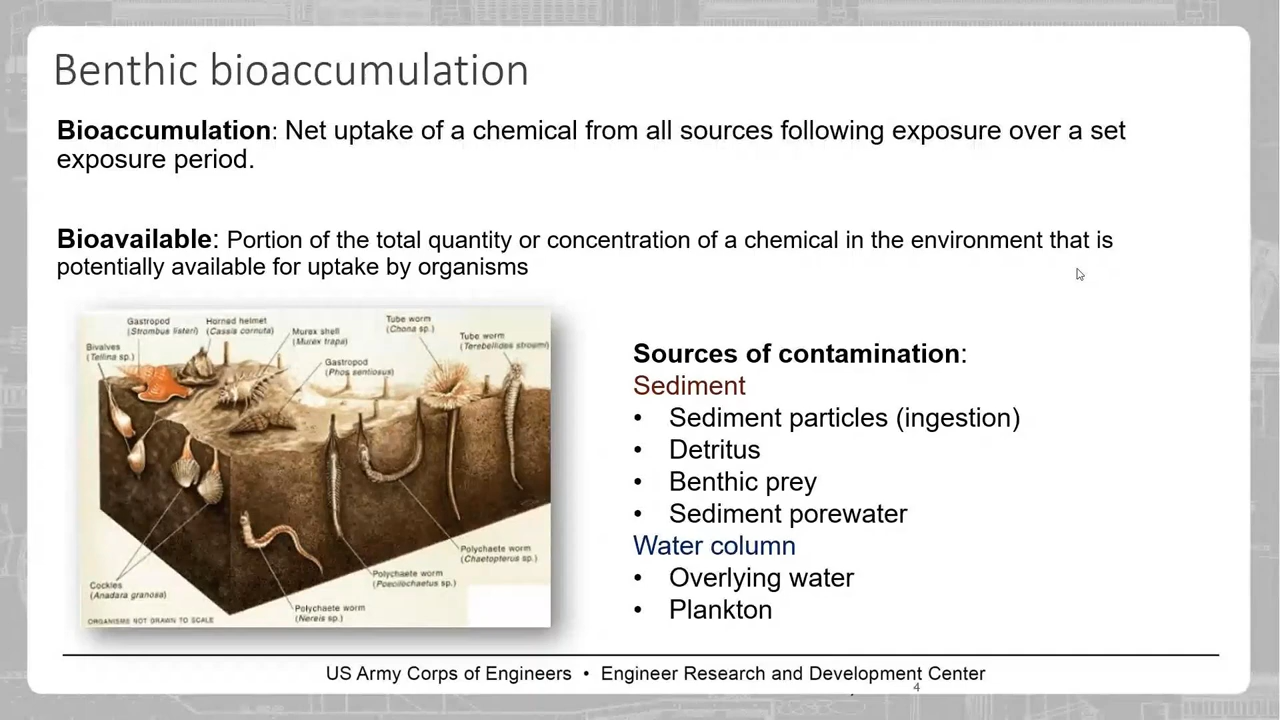 Benthic bioaccumulation
Bioaccumulation: Net uptake of a chemical from all sources following exposure over a set
exposure period.
Bioavailable: Portion of the total quantity or concentration of a chemical in the environment that is
potentially available for uptake by organisms
Gastropod
(Strombus listeri)
Horned helmet
(Cassis cornuta)
Murex shell
(Murex trapa)
Tube worm
(Chona sp.)
Tube worm
(Terebellides stroemi)
Bivalves
(Tellina sp.)
Gastropod
(Phos sentiosus)
Cockles
(Anadara granosa)
Polychaete worm
(Chaetopterus sp.)
Polychaete worm
(Poecilochaetus sp.)
Polychaete worm
(Nereis sp.)
ORGANISMS NOT DRAWN TO SCALE
Sources of contamination:
Sediment
• Sediment particles (ingestion)
• Detritus
• Benthic prey
• Sediment porewater
Water column
• Overlying water
• Plankton
US Army Corps of Engineers • Engineer Research and Development Center
4